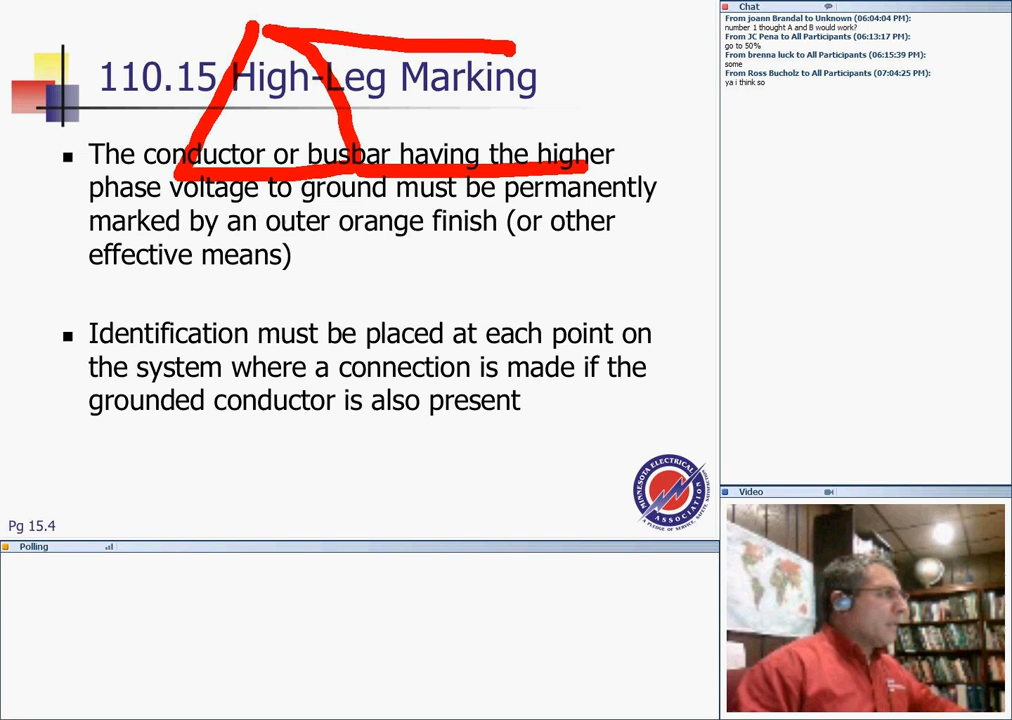 110.15 High-Leg Marking
■ The conductor or busbar having the higher
phase voltage to ground must be permanently
marked by an outer orange finish (or other
effective means)
■ Identification must be placed at each point on
the system where a connection is made if the
grounded conductor is also present
MINNESOTA ELECTRICAL
ASSOCIATION
Pg 15.4
Polling
Chat
From joann Brandal to Unknown (06:04:04 PM):
number 1 thought A and B would work?
From JC Pena to All Participants (06:13:17 PM):
go to 50%
From brenna luck to All Participants (06:15:39 PM):
some
From Ross Bucholz to All Participants (07:04:25 PM):
ya i think so
Video